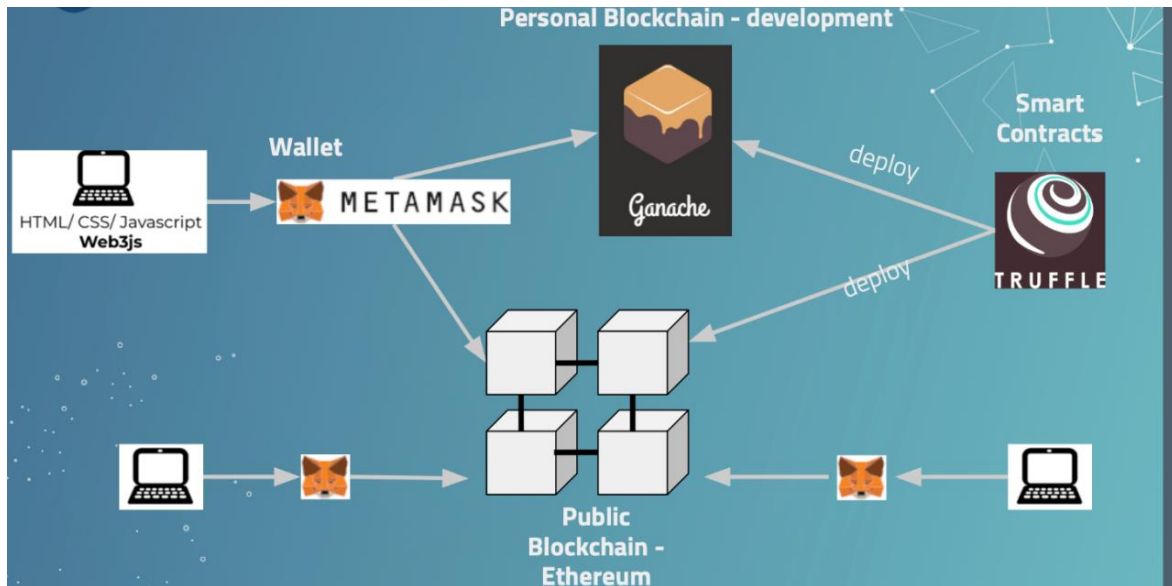 Personal Blockchain - development
Smart
Contracts
Wallet
deploy
HTML/ CSS/ Javascript
Web3js
METAMASK
Ganache
TRUFFLE
deploy
Public
Blockchain -
Ethereum